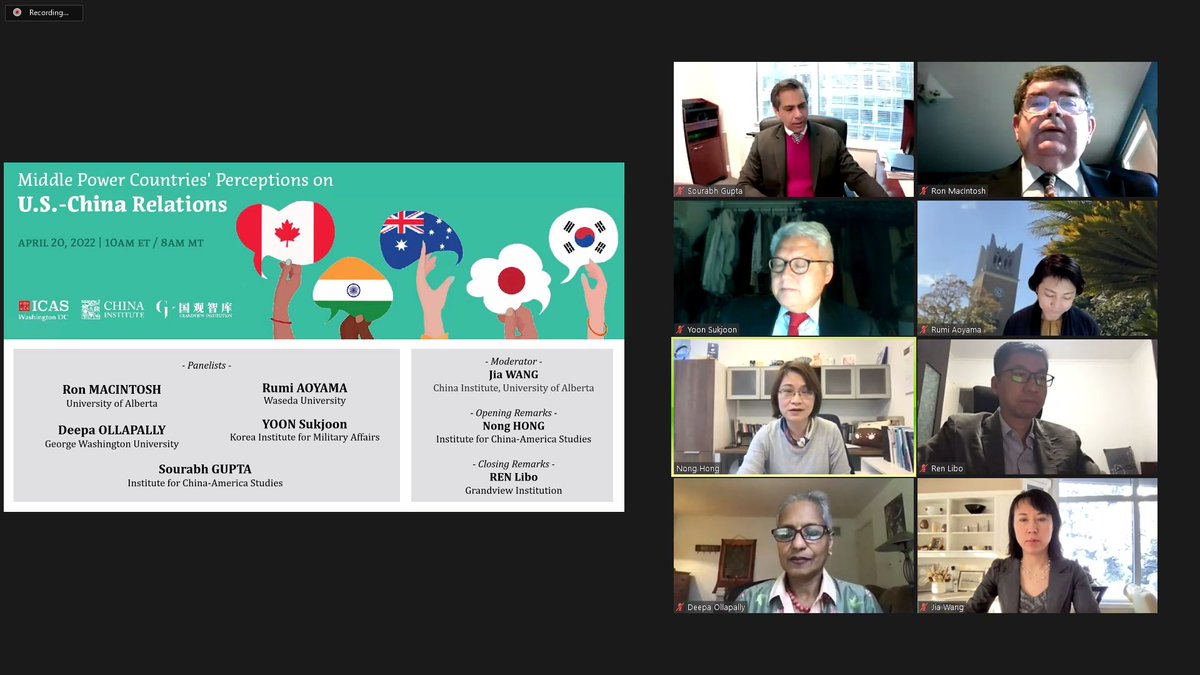 Recording...
Middle Power Countries' Perceptions on
U.S.-China Relations
APRIL 20, 2022 | 10AM ET / 8AM MT
ICAS
Washington DC
CHINA
INSTITUTE
国观智库
GRANDVIEW INSTITUTION
- Panelists -
Ron MACINTOSH
University of Alberta
Rumi AOYAMA
Waseda University
Deepa OLLAPALLY
George Washington University
YOON Sukjoon
Korea Institute for Military Affairs
Sourabh GUPTA
Institute for China-America Studies
- Moderator -
Jia WANG
China Institute, University of Alberta
- Opening Remarks -
Nong HONG
Institute for China-America Studies
- Closing Remarks -
REN Libo
Grandview Institution
Sourabh Gupta
Ron MacIntosh
Yoon Sukjoon
Rumi Aoyama
Nong Hong
Ren Libo
Deepa Ollapally
Jia Wang